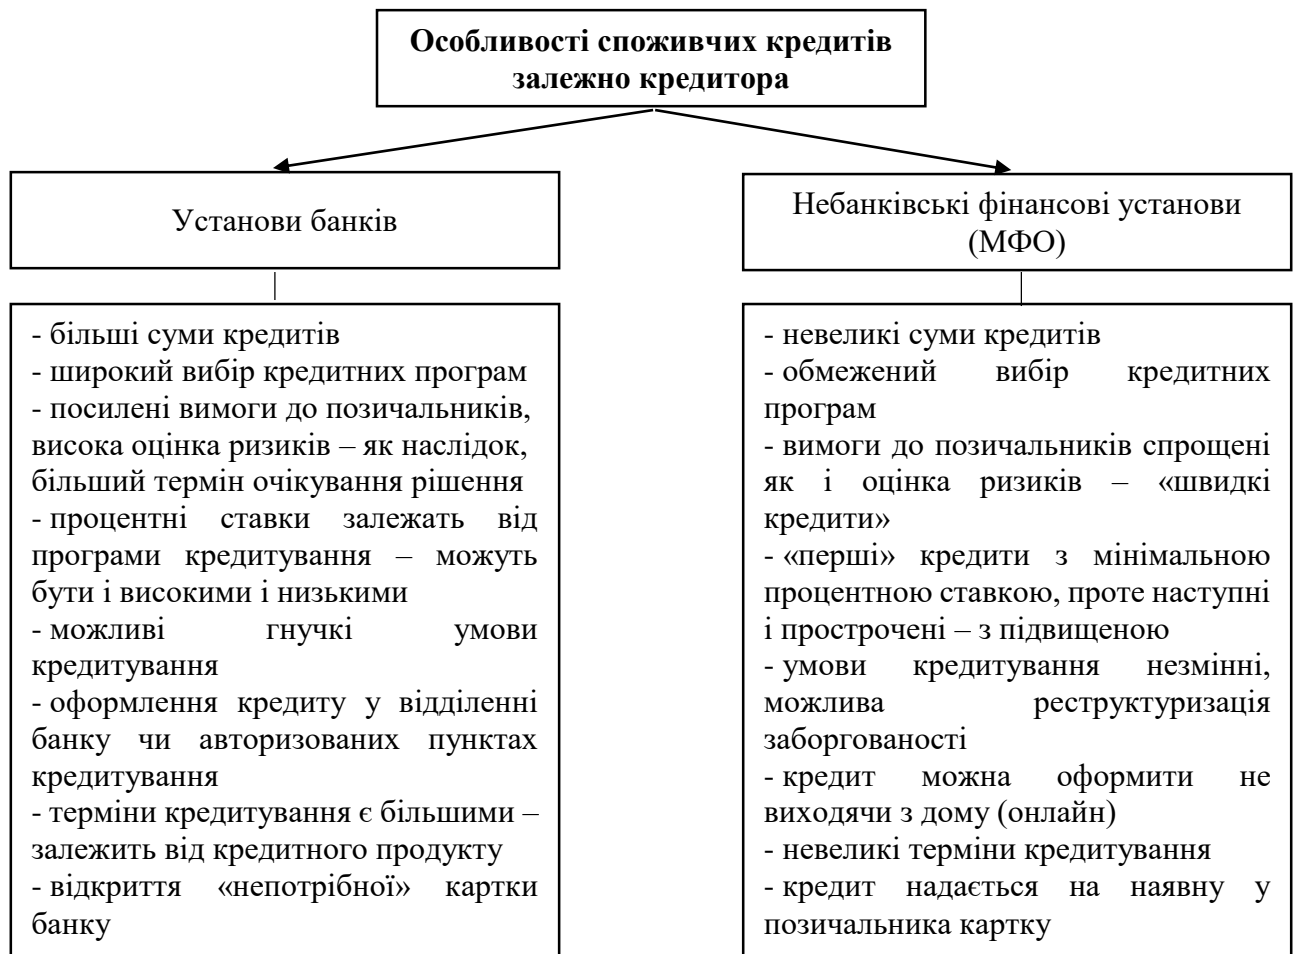 Особливості споживчих кредитів
залежно кредитора
Установи банків
Небанківські фінансові установи
(МФО)
- більші суми кредитів
- широкий вибір кредитних програм
- посилені вимоги до позичальників,
висока оцінка ризиків – як наслідок,
більший термін очікування рішення
- процентні ставки залежать від
програми кредитування – можуть
бути і високими і низькими
- можливі гнучкі умови
кредитування
- оформлення кредиту у відділенні
банку чи авторизованих пунктах
кредитування
- терміни кредитування є більшими –
залежить від кредитного продукту
- відкриття «непотрібної» картки
банку
- невеликі суми кредитів
- обмежений вибір кредитних
програм
- вимоги до позичальників спрощені
як і оцінка ризиків – «швидкі
кредити»
- «перші» кредити з мінімальною
процентною ставкою, проте наступні
і прострочені – з підвищеною
- умови кредитування незмінні,
можлива реструктуризація
заборгованості
- кредит можна оформити не
виходячи з дому (онлайн)
- невеликі терміни кредитування
- кредит надається на наявну у
позичальника картку